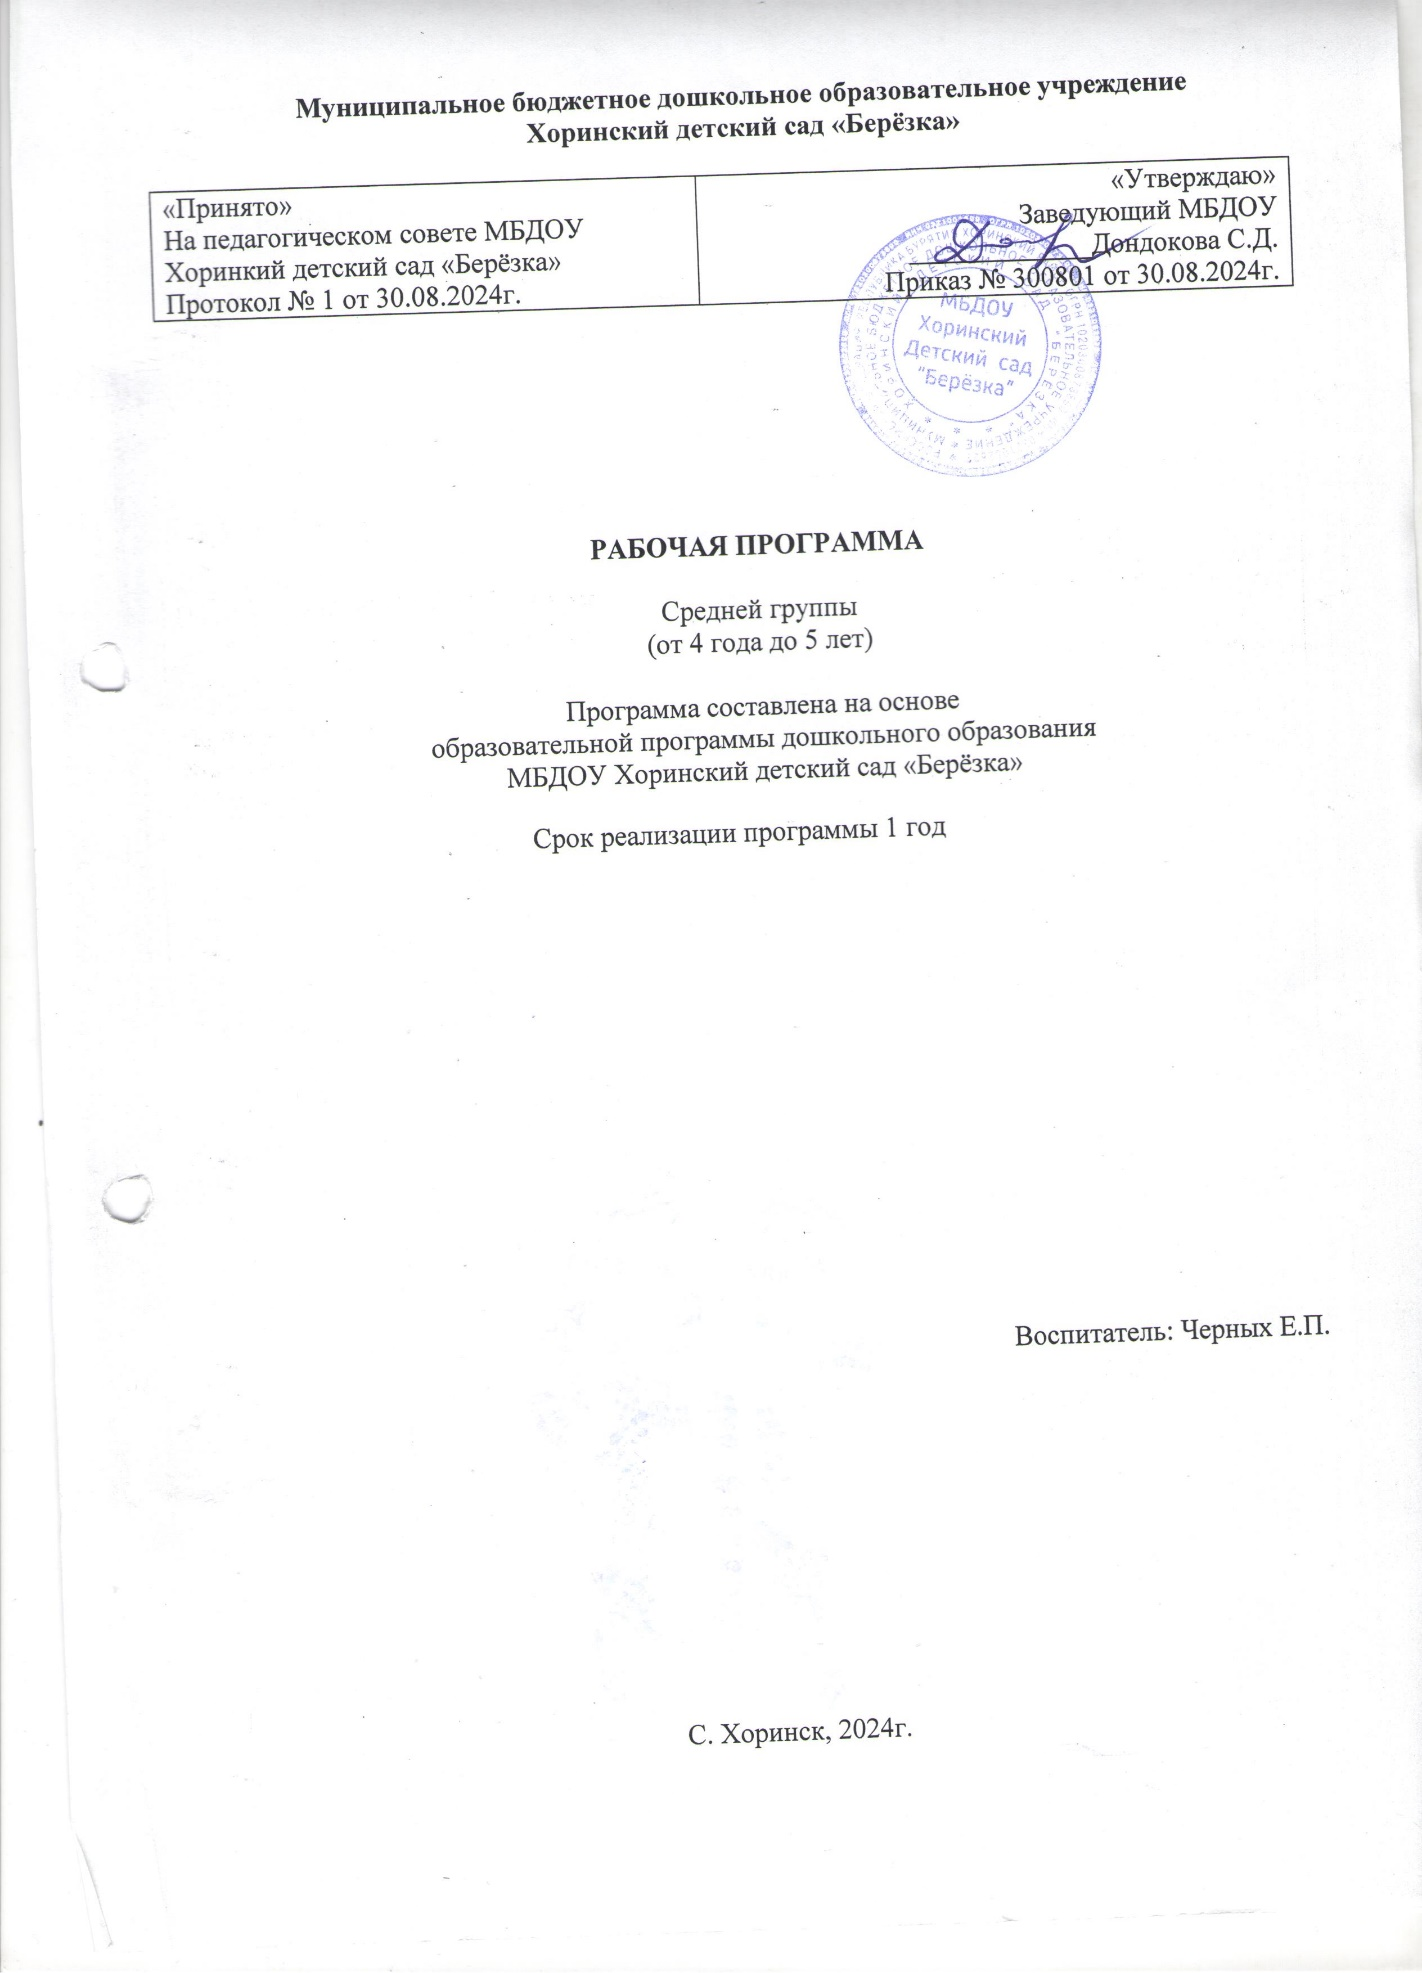 Муниципальное бюджетное дошкольное образовательное учреждение
Хоринский детский сад «Берёзка»
«Принято»
На педагогическом совете МБДОУ
Хоринкий детский сад «Берёзка»
Протокол № 1 от 30.08.2024г.
«Утверждаю»
Заведующий МБДОУ
Дондокова С.Д.
Приказ № 300801 от 30.08.2024г.
МБДОУ
Хоринский
Детский сад
"Берёзка"
РАБОЧАЯ ПРОГРАММА
Средней группы
(от 4 года до 5 лет)
Программа составлена на основе
образовательной программы дошкольного образования
МБДОУ Хоринский детский сад «Берёзка»
Срок реализации программы 1 год
Воспитатель: Черных Е.П.
С. Хоринск, 2024г.